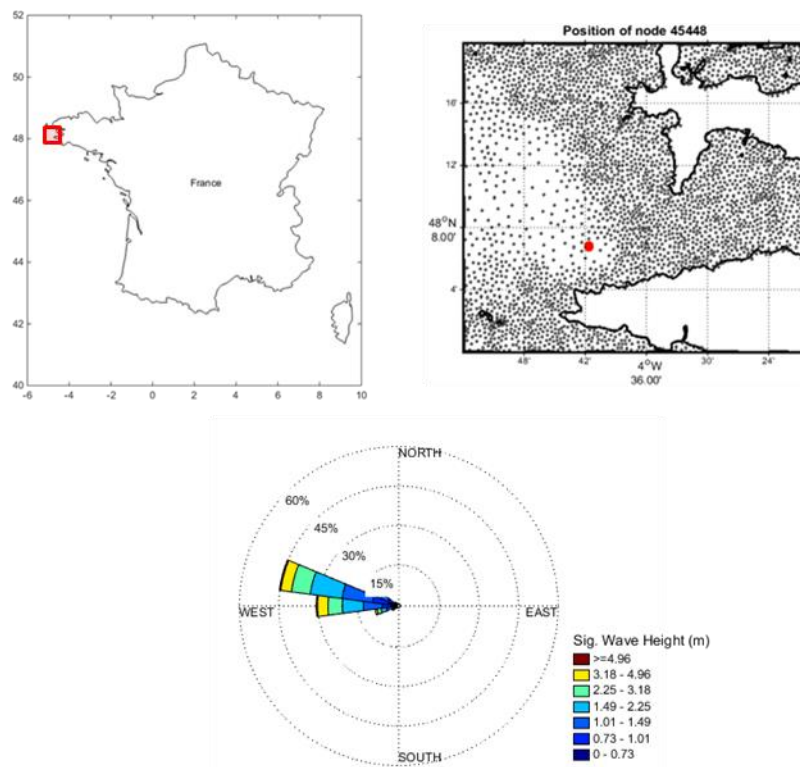 52
50
48
46
44
42
40
France
-6
-4
-2
0
2
4
6
8
10
Position of node 45448
16'
12'
48°N
8.00'
4'
48'
42'
4°W
36.00'
30'
24'
NORTH
60%
45%
30%
15%
WEST
EAST
SOUTH
Sig. Wave Height (m)
>=4.96
3.18 - 4.96
2.25 - 3.18
1.49 - 2.25
1.01 - 1.49
0.73 - 1.01
0 - 0.73